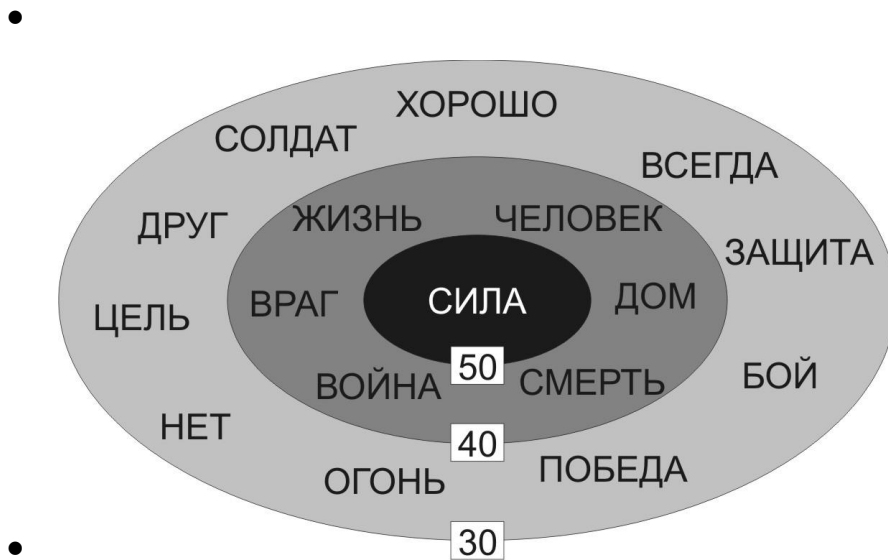 ХОРОШО
СОЛДАТ
ВСЕГДА
ДРУГ
ЖИЗНЬ
ЧЕЛОВЕК
ЗАЩИТА
ЦЕЛЬ
ВРАГ
СИЛА
ДОМ
50
ВОЙНА
СМЕРТЬ
БОЙ
НЕТ
40
ОГОНЬ
ПОБЕДА
30